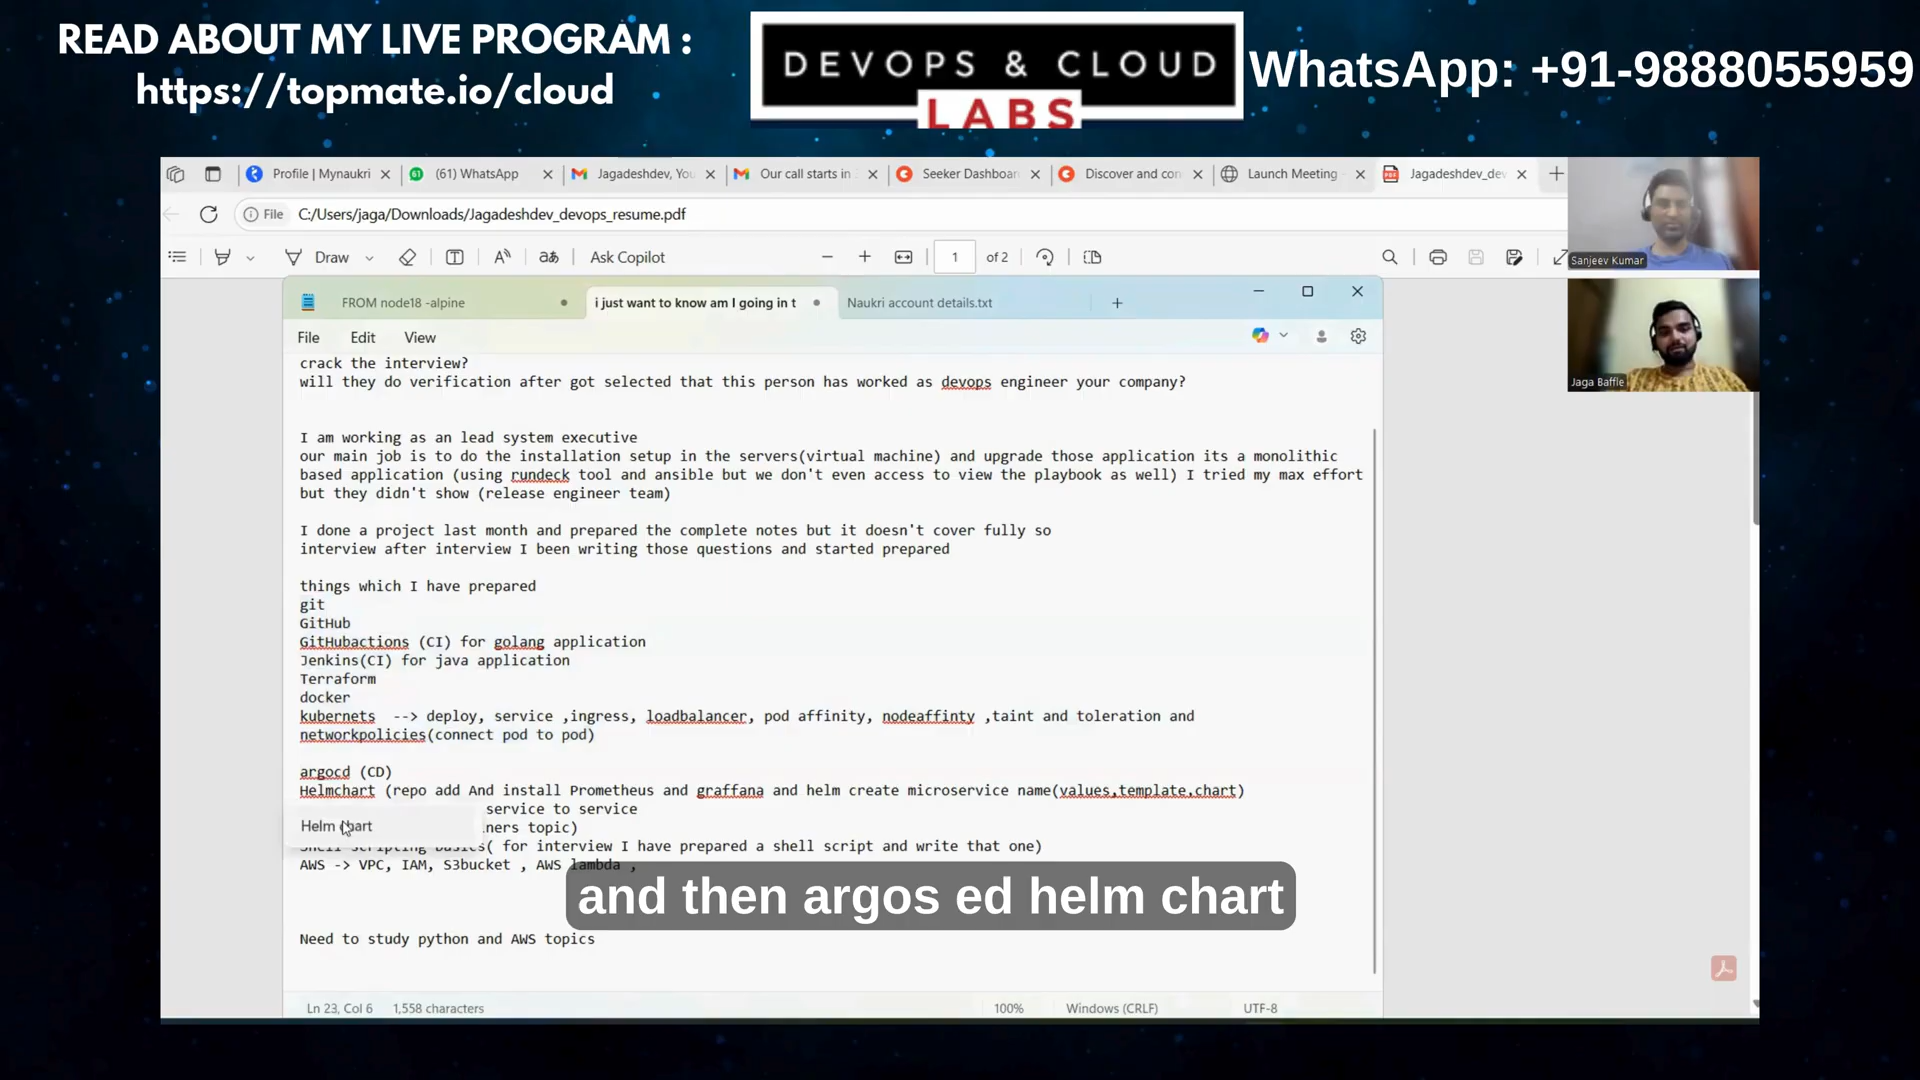 READ ABOUT MY LIVE PROGRAM :
https://topmate.io/cloud
DEVOPS & CLOUD
LABS
WhatsApp: +91-9888055959
Profile | Mynaukri
(61) WhatsApp
Jagadeshdev, You
Our call starts in
Seeker Dashboar
Discover and con
Launch Meeting
Jagadeshdev_dev
File
C:/Users/jaga/Downloads/Jagadeshdev_devops_resume.pdf
Draw
Ask Copilot
1
of 2
Sanjeev Kumar
Jaga Baffle
FROM node18 -alpine
i just want to know am I going in t
Naukri account details.txt
File
Edit
View
crack the interview?
will they do verification after got selected that this person has worked as devops engineer your company?
I am working as an lead system executive
our main job is to do the installation setup in the servers(virtual machine) and upgrade those application its a monolithic
based application (using rundeck tool and ansible but we don't even access to view the playbook as well) I tried my max effort
but they didn't show (release engineer team)
I done a project last month and prepared the complete notes but it doesn't cover fully so
interview after interview I been writing those questions and started prepared
things which I have prepared
git
GitHub
GitHubactions (CI) for golang application
Jenkins(CI) for java application
Terraform
docker
kubernets --> deploy, service ,ingress, loadbalancer, pod affinity, nodeaffinty ,taint and toleration and
networkpolicies(connect pod to pod)
argocd (CD)
Helmchart (repo add And install Prometheus and graffana and helm create microservice name(values,template,chart)
service to service
Helm chart
ners topic)
Shell scripting basics( for interview I have prepared a shell script and write that one)
AWS -> VPC, IAM, S3bucket , AWS lambda ,
and then argos ed helm chart
Need to study python and AWS topics
Ln 23, Col 6
1,558 characters
100%
Windows (CRLF)
UTF-8